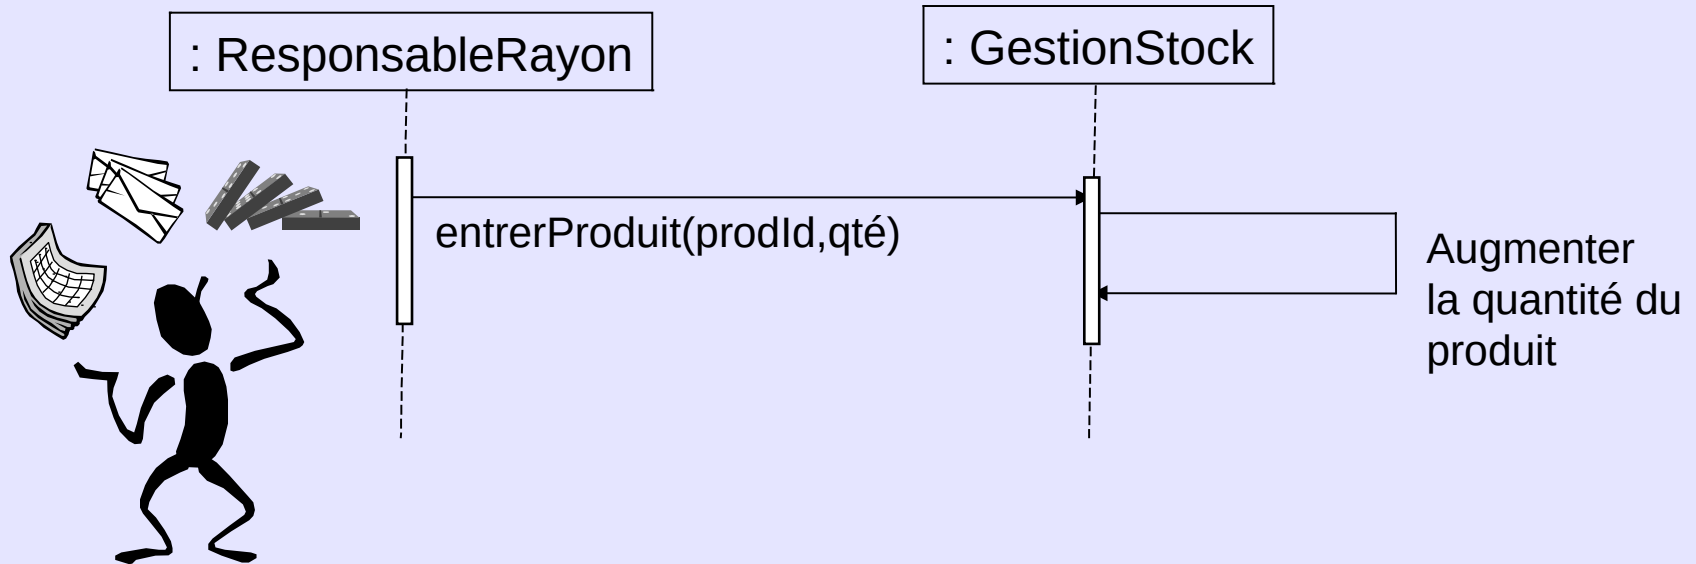 : ResponsableRayon
: GestionStock
entrerProduit(prodId,qté)
Augmenter
la quantité du
produit